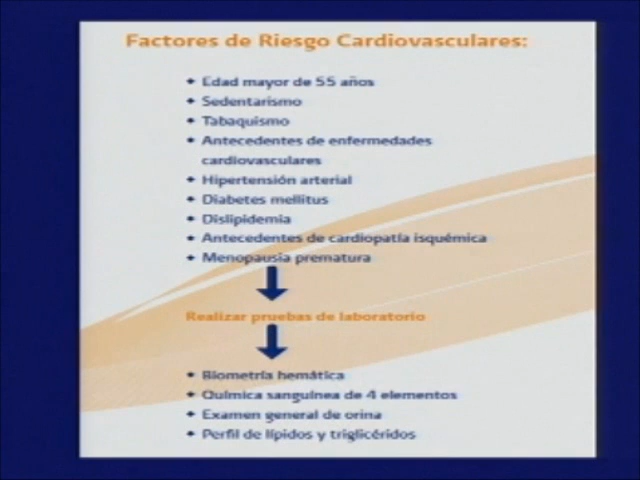 Factores de Riesgo Cardiovasculares:
Edad mayor de 55 años
Sedentarismo
Tabaquismo
Antecedentes de enfermedades
cardiovasculares
Hipertensión arterial
Diabetes mellitus
Dislipidemia
Antecedentes de cardiopatía isquémica
Menopausia prematura
Realizar pruebas de laboratorio
Biometría hemática
Química sanguínea de 4 elementos
Examen general de orina
Perfil de lípidos y triglicéridos